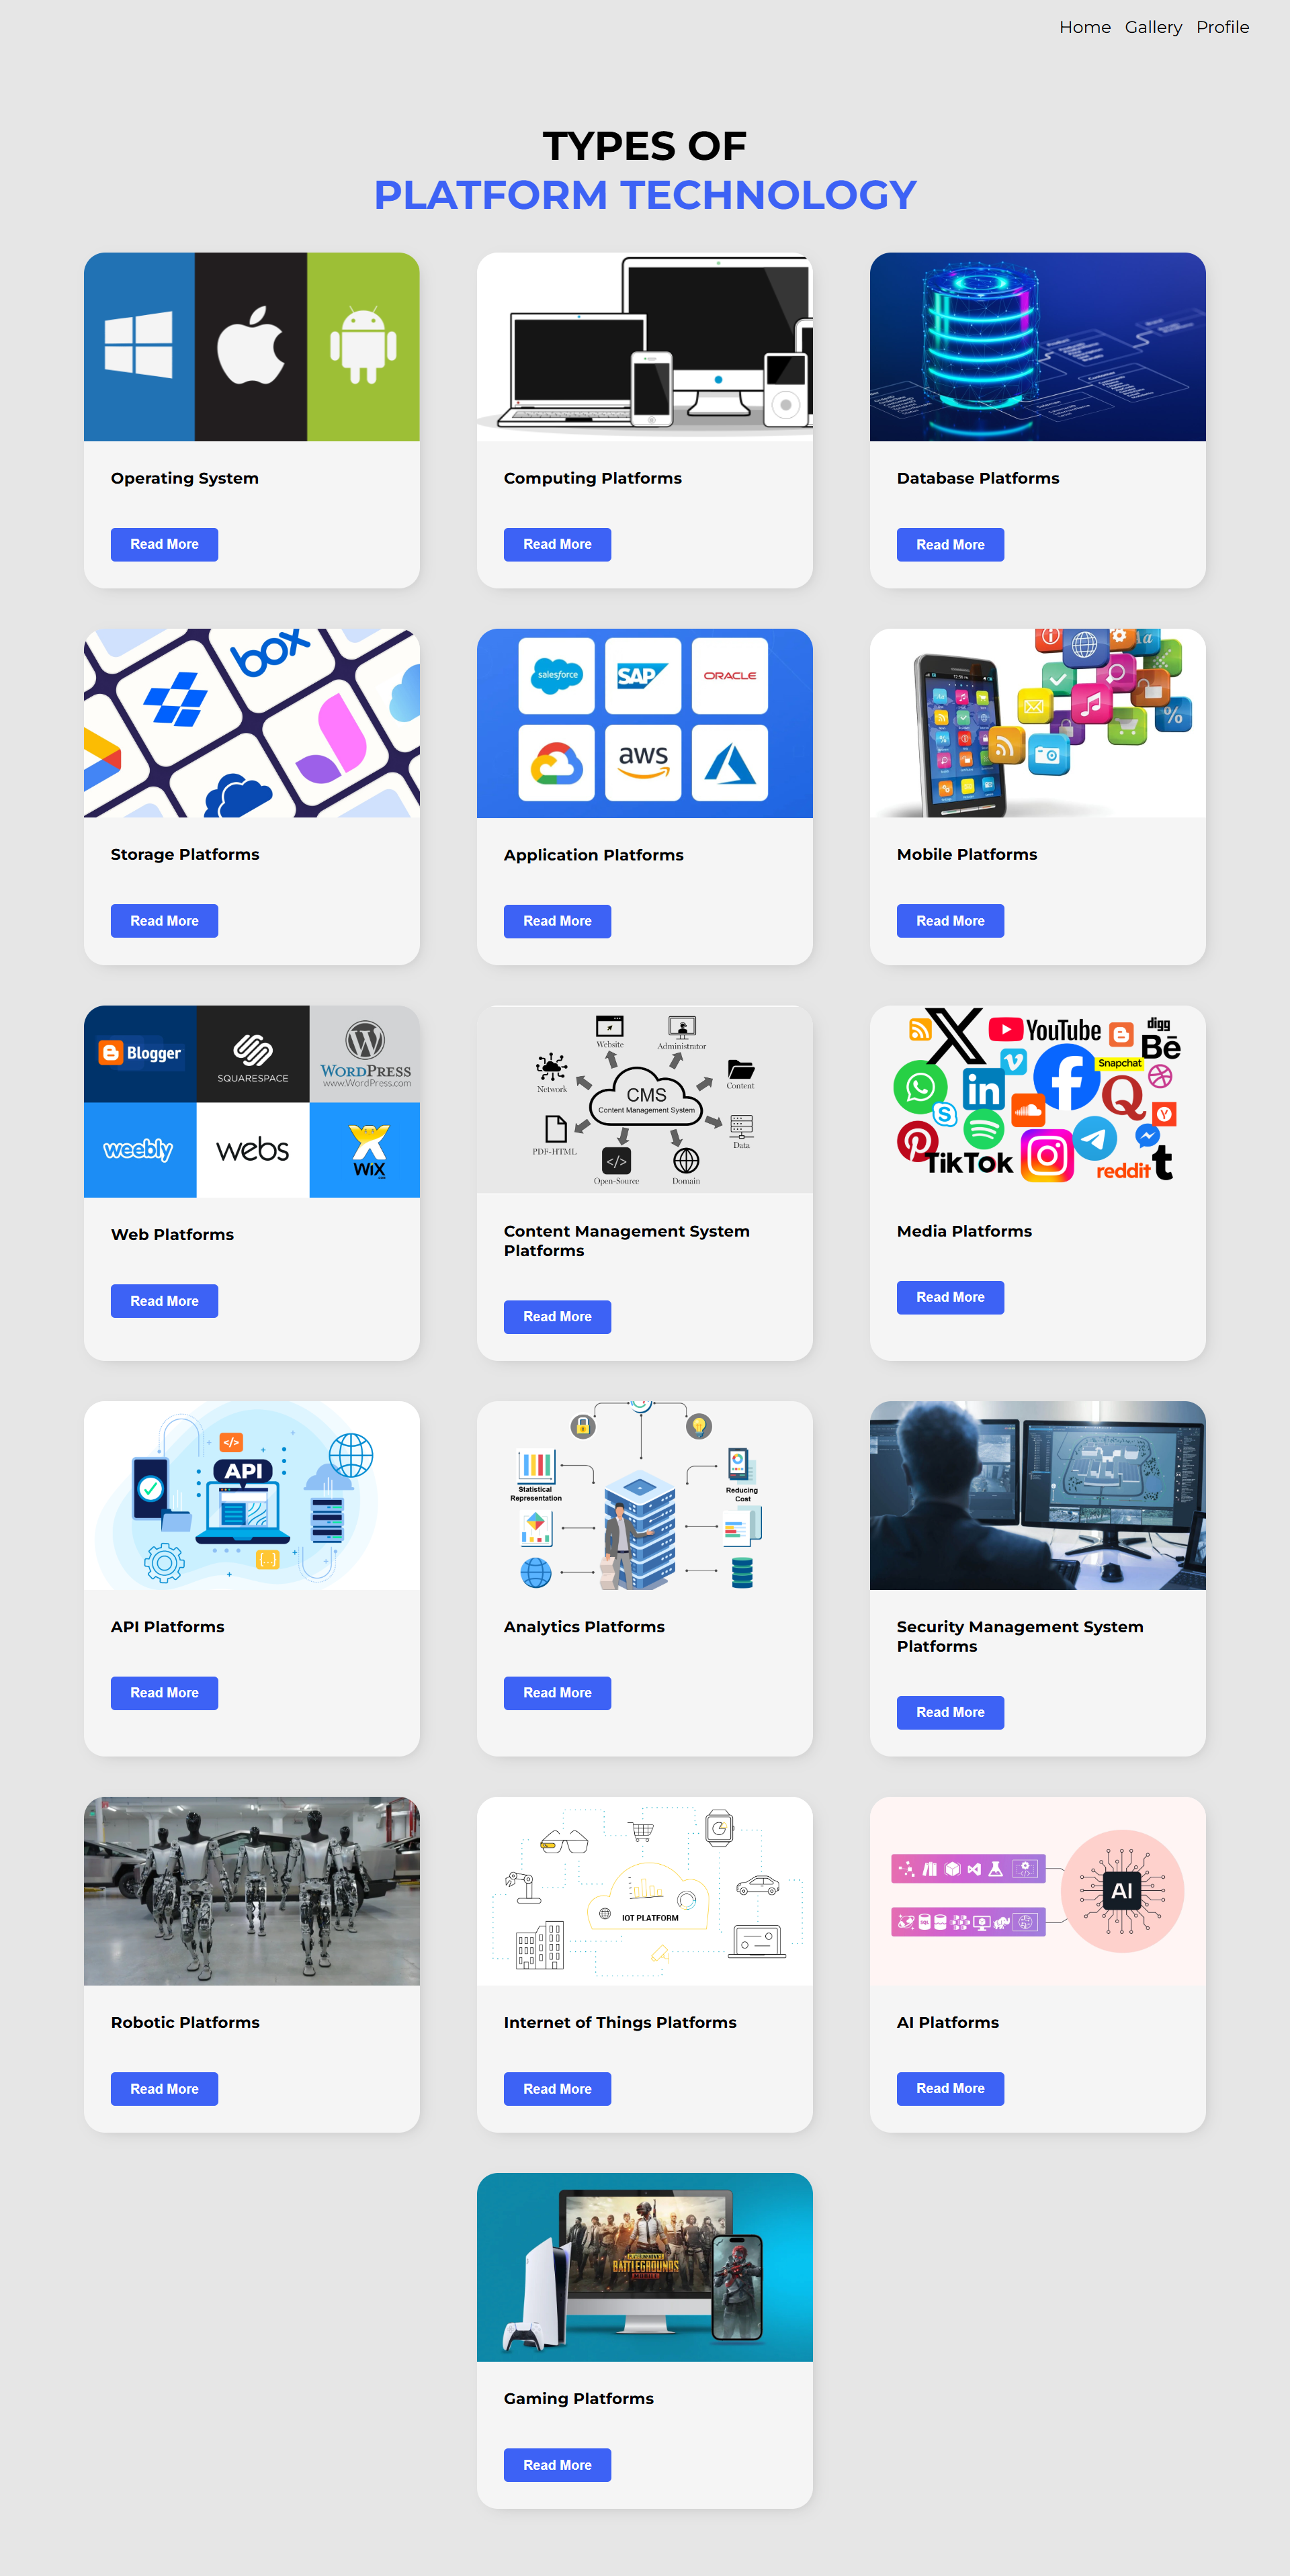 Home Gallery Profile
TYPES OF
PLATFORM TECHNOLOGY
Operating System
Read More
Computing Platforms
Read More
Database Platforms
Read More
box
Storage Platforms
Read More
salesforce
SAP
ORACLE
aws
Application Platforms
Read More
Aa
%
Mobile Platforms
Read More
Blogger
SQUARESPACE
WORDPRESS
www.WordPress.com
weebly
webs
WiX
Web Platforms
Read More
Website
Administrator
Network
Content
CMS
Content Management System
PDF-HTML
Data
</>
Open-Source
Domain
Content Management System
Platforms
Read More
X
YouTube
digg
Bē
Snapchat
in
TikTok
reddit
t
Media Platforms
Read More
</>
API
{...}
API Platforms
Read More
Statistical
Representation
Reducing
Cost
Analytics Platforms
Read More
Security Management System
Platforms
Read More
Robotic Platforms
Read More
IOT PLATFORM
Internet of Things Platforms
Read More
AI
AI Platforms
Read More
BATTLEGROUNDS
MOBILE
Gaming Platforms
Read More